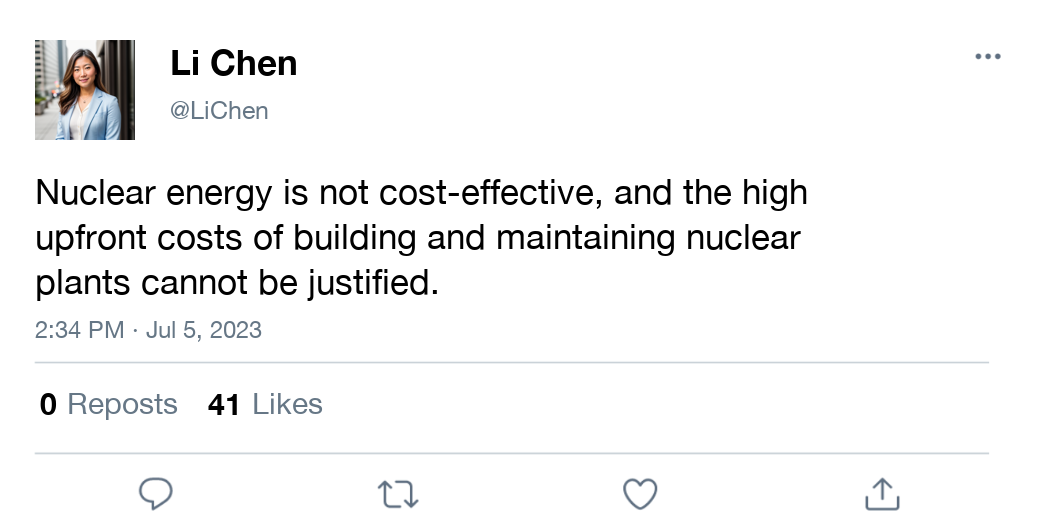 Li Chen
@LiChen
Nuclear energy is not cost-effective, and the high
upfront costs of building and maintaining nuclear
plants cannot be justified.
2:34 PM · Jul 5, 2023
0 Reposts 41 Likes